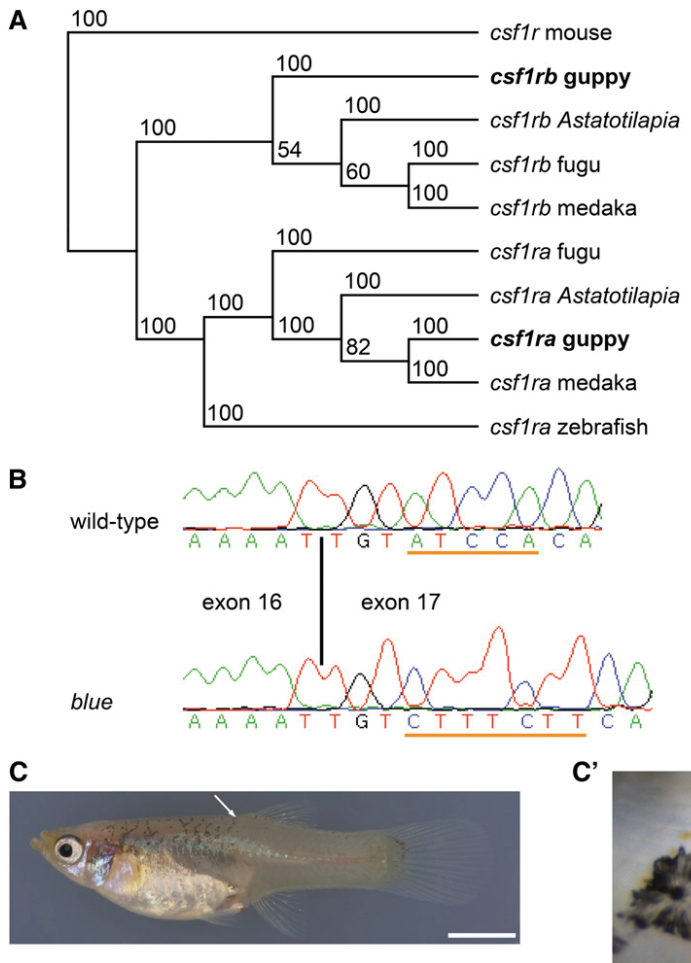 A
100
csf1r mouse
100
csf1rb guppy
100
100
csf1rb Astatotilapia
54
100
60
csf1rb fugu
100
csf1rb medaka
100
csf1ra fugu
100
100
csf1ra Astatotilapia
100
100
100
csf1ra guppy
82
100
csf1ra medaka
100
csf1ra zebrafish
B
wild-type
A A A A T T G T A T C C A C A
exon 16 exon 17
blue
A A A A T T G T C T T T C T T C A
C
C'